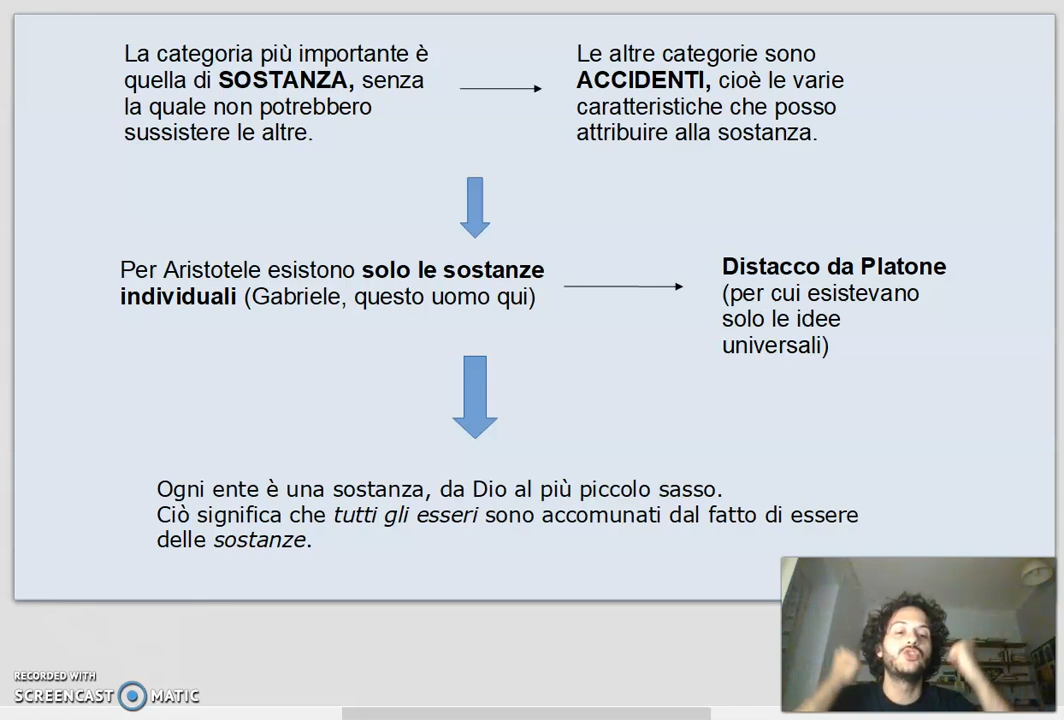 La categoria più importante è
quella di SOSTANZA, senza
la quale non potrebbero
sussistere le altre.
Le altre categorie sono
ACCIDENTI, cioè le varie
caratteristiche che posso
attribuire alla sostanza.
Per Aristotele esistono solo le sostanze
individuali (Gabriele, questo uomo qui)
Distacco da Platone
(per cui esistevano
solo le idee
universali)
Ogni ente è una sostanza, da Dio al più piccolo sasso.
Ciò significa che tutti gli esseri sono accomunati dal fatto di essere
delle sostanze.
RECORDED WITH
SCREENCAST MATIC